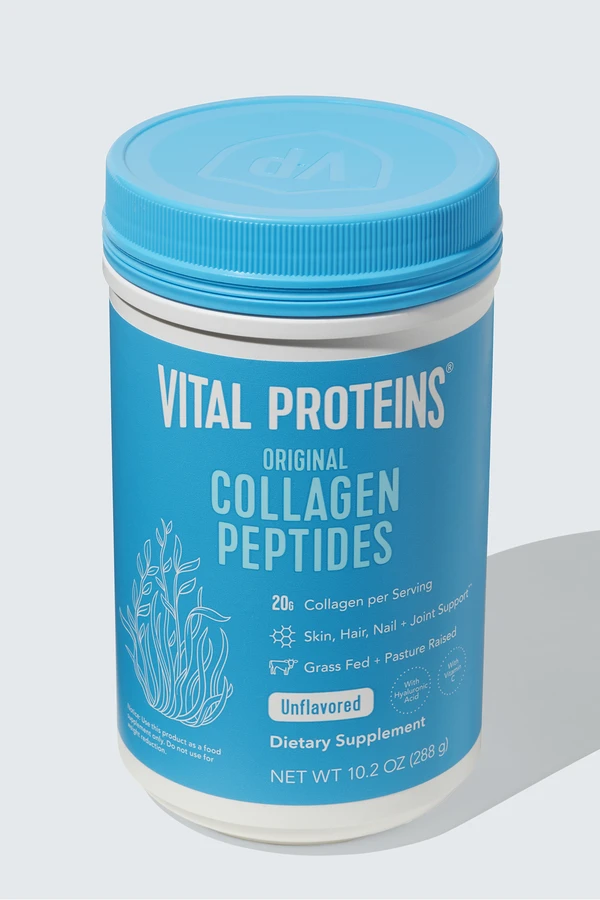 Vp
VITAL PROTEINS®
ORIGINAL
COLLAGEN
PEPTIDES
20G Collagen per Serving
Skin, Hair, Nail + Joint Support™
Grass Fed + Pasture Raised
Unflavored
With
Hyaluronic
Acid
With
Vitamin
C
Dietary Supplement
NET WT 10.2 OZ (288 g)
Notice: Use this product as a food
supplement only. Do not use for
weight reduction.